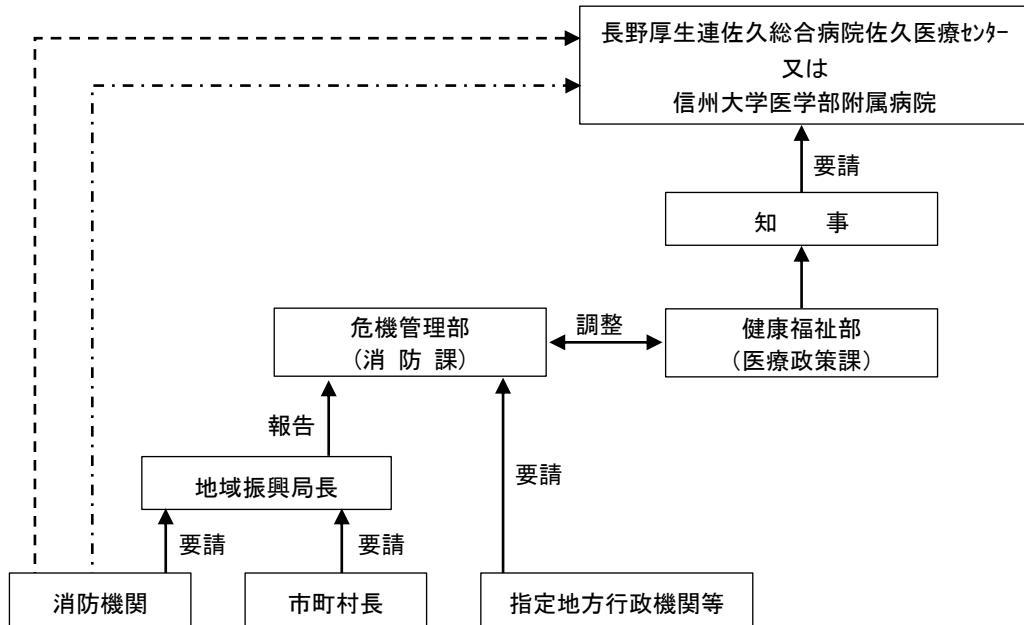 長野厚生連佐久総合病院佐久医療ｾﾝﾀｰ
又は
信州大学医学部附属病院
要請
知　　事
危機管理部
（消 防 課）
調整
健康福祉部
（医療政策課）
報告
地域振興局長
要請
要請
要請
消防機関
市町村長
指定地方行政機関等